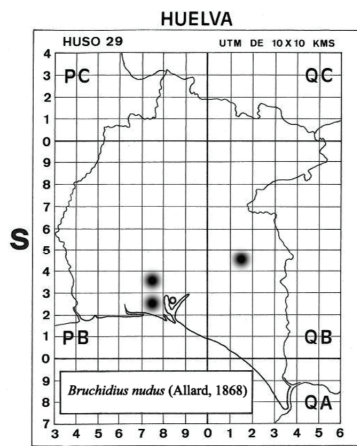 HUELVA
HUSO 29 UTM DE 10 X 10 KMS
4
3 PC QC
2
1
0
9
8
7
6
S 5
4
3
2
1 PB QB
0
9
8 Bruchidius nudus (Allard, 1868)
7 QA
3 4 5 6 7 8 9 0 1 2 3 4 5 6